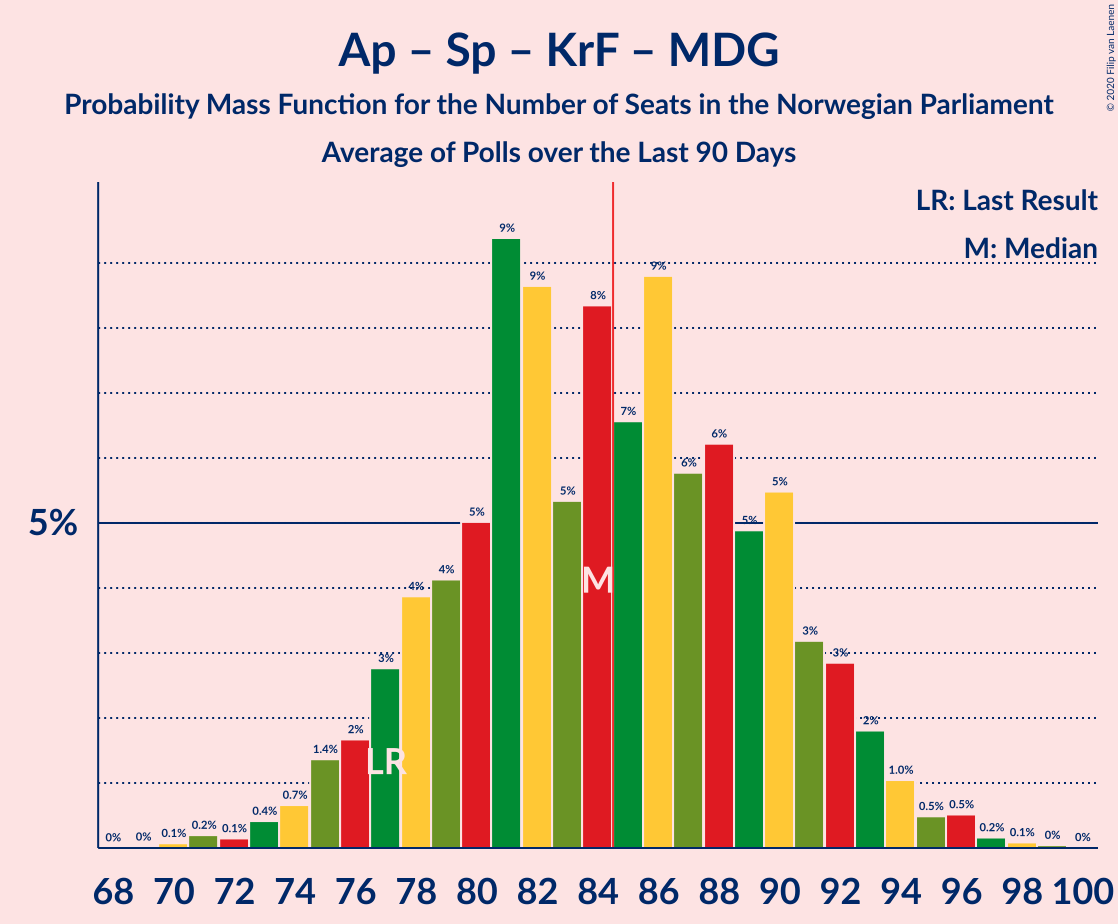 Ap – Sp – KrF – MDG
Probability Mass Function for the Number of Seats in the Norwegian Parliament
Average of Polls over the Last 90 Days
© 2020 Filip van Laenen
LR: Last Result
M: Median
5%
0% 0% 0.1% 0.2% 0.1% 0.4% 0.7% 1.4% 2% 3% 4% 4% 5% 9% 9% 5% 8% 7% 9% 6% 6% 5% 5% 3% 3% 2% 1.0% 0.5% 0.5% 0.2% 0.1% 0% 0%
LR
M
68 70 72 74 76 78 80 82 84 86 88 90 92 94 96 98 100